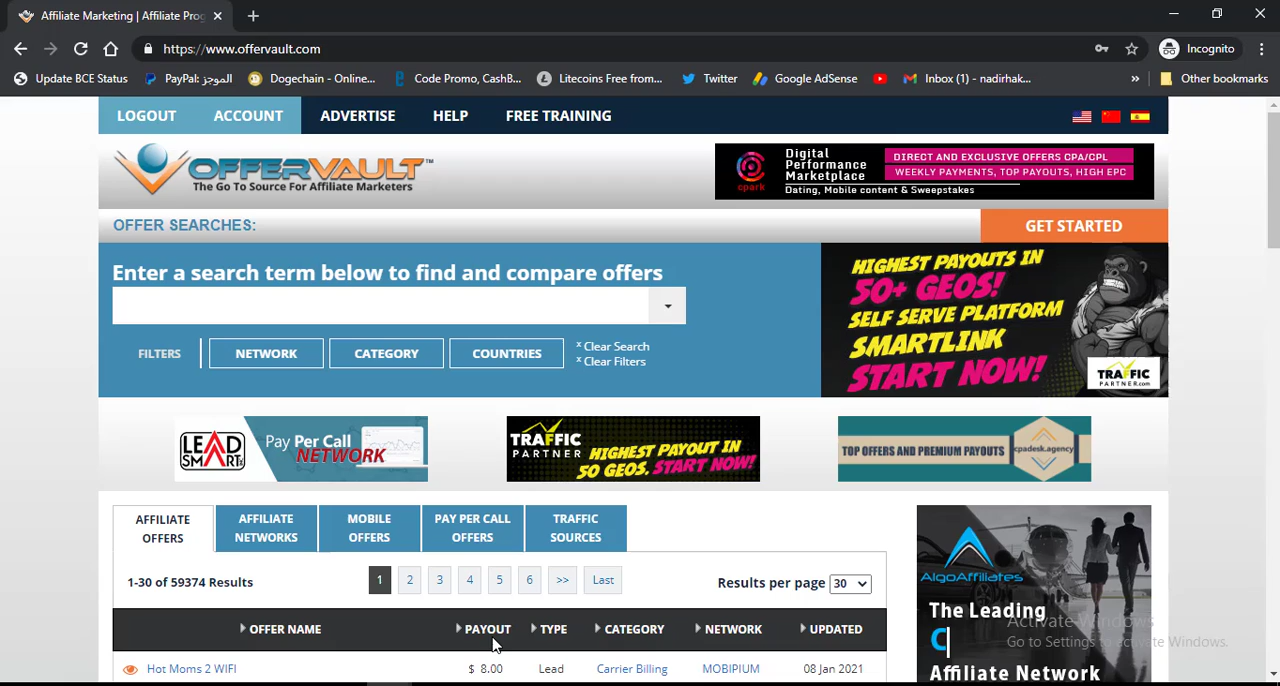 Affiliate Marketing | Affiliate Prog
https://www.offervault.com
Incognito
Update BCE Status
PayPal: الموجز
Dogechain - Online...
Code Promo, CashB...
Litecoins Free from...
Twitter
Google AdSense
Inbox (1) - nadirhak...
»
Other bookmarks
LOGOUT
ACCOUNT
ADVERTISE
HELP
FREE TRAINING
OFFERVAULT™
The Go To Source For Affiliate Marketers
cpark
Digital
Performance
Marketplace
DIRECT AND EXCLUSIVE OFFERS CPA/CPL
WEEKLY PAYMENTS, TOP PAYOUTS, HIGH EPC
Dating, Mobile content & Sweepstakes
OFFER SEARCHES:
GET STARTED
Enter a search term below to find and compare offers
FILTERS
NETWORK
CATEGORY
COUNTRIES
x Clear Search
x Clear Filters
HIGHEST PAYOUTS IN
50+ GEOS!
SELF SERVE PLATFORM
SMARTLINK
START NOW!
TRAFFIC
PARTNER.com
LEAD
SMART
Pay Per Call
NETWORK
TRAFFIC
PARTNER
HIGHEST PAYOUT IN
50 GEOS. START NOW!
TOP OFFERS AND PREMIUM PAYOUTS
cpadesk.agency
AFFILIATE
OFFERS
AFFILIATE
NETWORKS
MOBILE
OFFERS
PAY PER CALL
OFFERS
TRAFFIC
SOURCES
1-30 of 59374 Results
1
2
3
4
5
6
>>
Last
Results per page 30
OFFER NAME
PAYOUT
TYPE
CATEGORY
NETWORK
UPDATED
Hot Moms 2 WIFI
$ 8.00
Lead
Carrier Billing
MOBIPIUM
08 Jan 2021
AlgoAffiliates
The Leading
C
Affiliate Network
Activate Windows
Go to Settings to activate Windows.